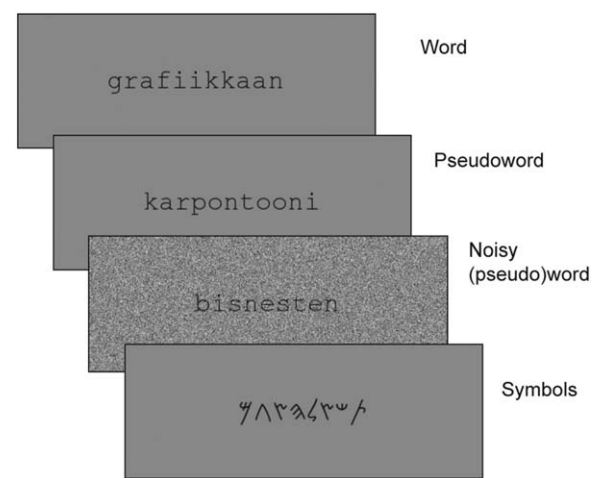 Word
grafiikkaan
Pseudoword
karpontooni
Noisy
(pseudo)word
bisnesten
Symbols